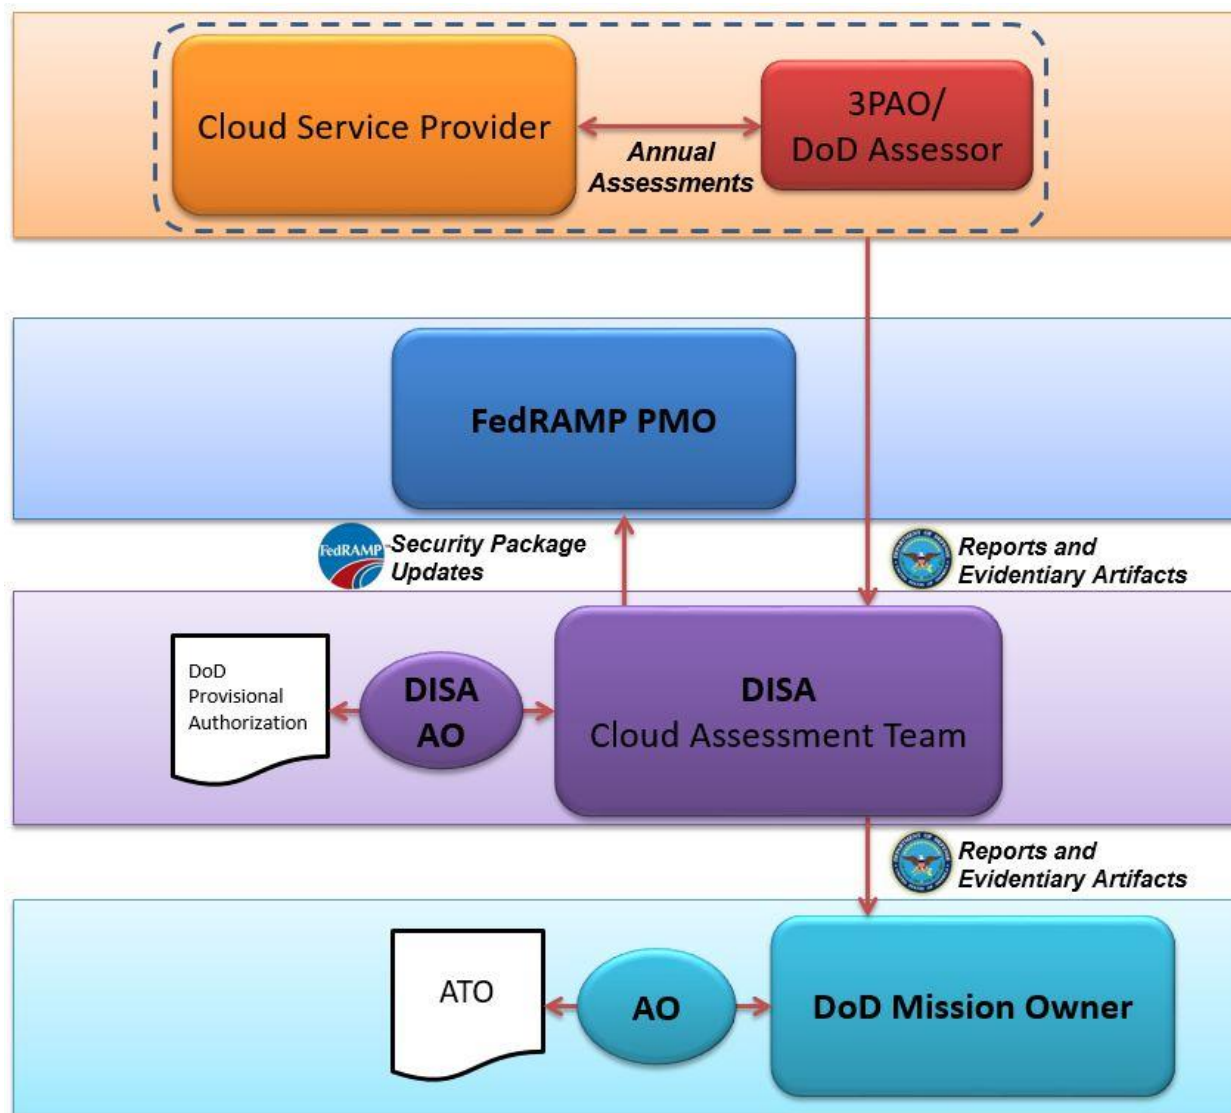 Cloud Service Provider
3PAO/
DoD Assessor
Annual
Assessments
FedRAMP PMO
FedRAMP
Security Package
Updates
Reports and
Evidentiary Artifacts
DoD
Provisional
Authorization
DISA
AO
DISA
Cloud Assessment Team
Reports and
Evidentiary Artifacts
ATO
AO
DoD Mission Owner